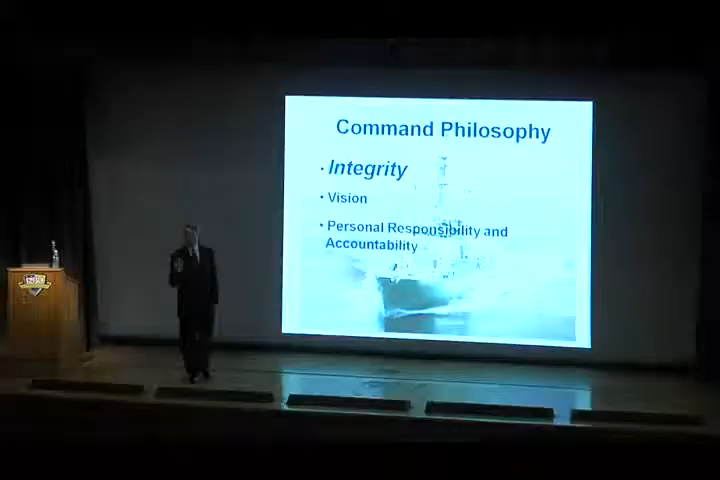 Command Philosophy
• Integrity
• Vision
• Personal Responsibility and
Accountability